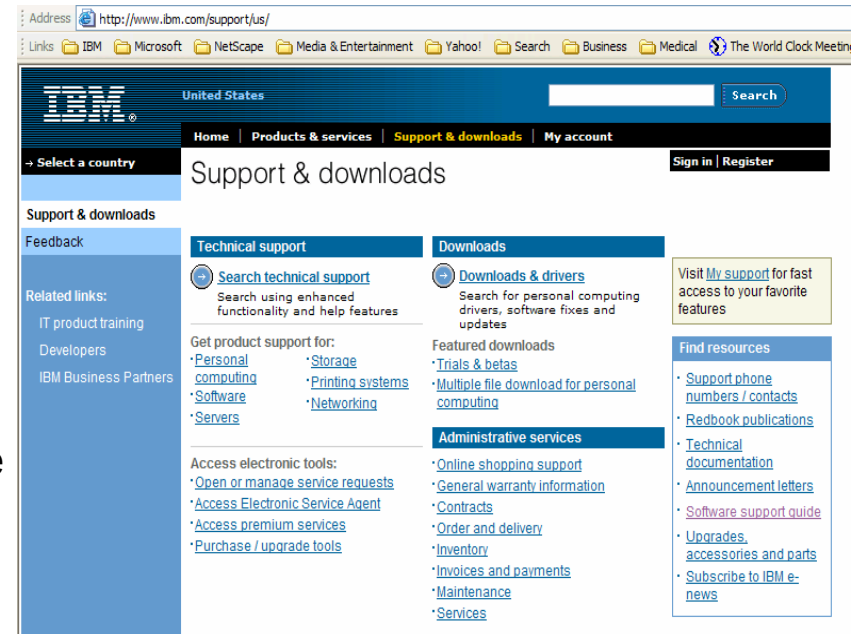 Address http://www.ibm.com/support/us/
Links IBM Microsoft NetScape Media & Entertainment Yahoo! Search Business Medical The World Clock Meeting
IBM®
United States
Search
Home | Products & services | Support & downloads | My account
→ Select a country
Support & downloads
Feedback
Related links:
IT product training
Developers
IBM Business Partners
e
Support & downloads
Sign in | Register
Technical support
Search technical support
Search using enhanced
functionality and help features
Get product support for:
·Personal
computing
·Software
·Servers
·Storage
·Printing systems
·Networking
Access electronic tools:
·Open or manage service requests
·Access Electronic Service Agent
·Access premium services
·Purchase / upgrade tools
Downloads
Downloads & drivers
Search for personal computing
drivers, software fixes and
updates
Featured downloads
·Trials & betas
·Multiple file download for personal
computing
Administrative services
·Online shopping support
·General warranty information
·Contracts
·Order and delivery
·Inventory
·Invoices and payments
·Maintenance
·Services
Visit My support for fast
access to your favorite
features
Find resources
· Support phone
numbers / contacts
· Redbook publications
· Technical
documentation
· Announcement letters
· Software support guide
· Upgrades,
accessories and parts
· Subscribe to IBM e-
news